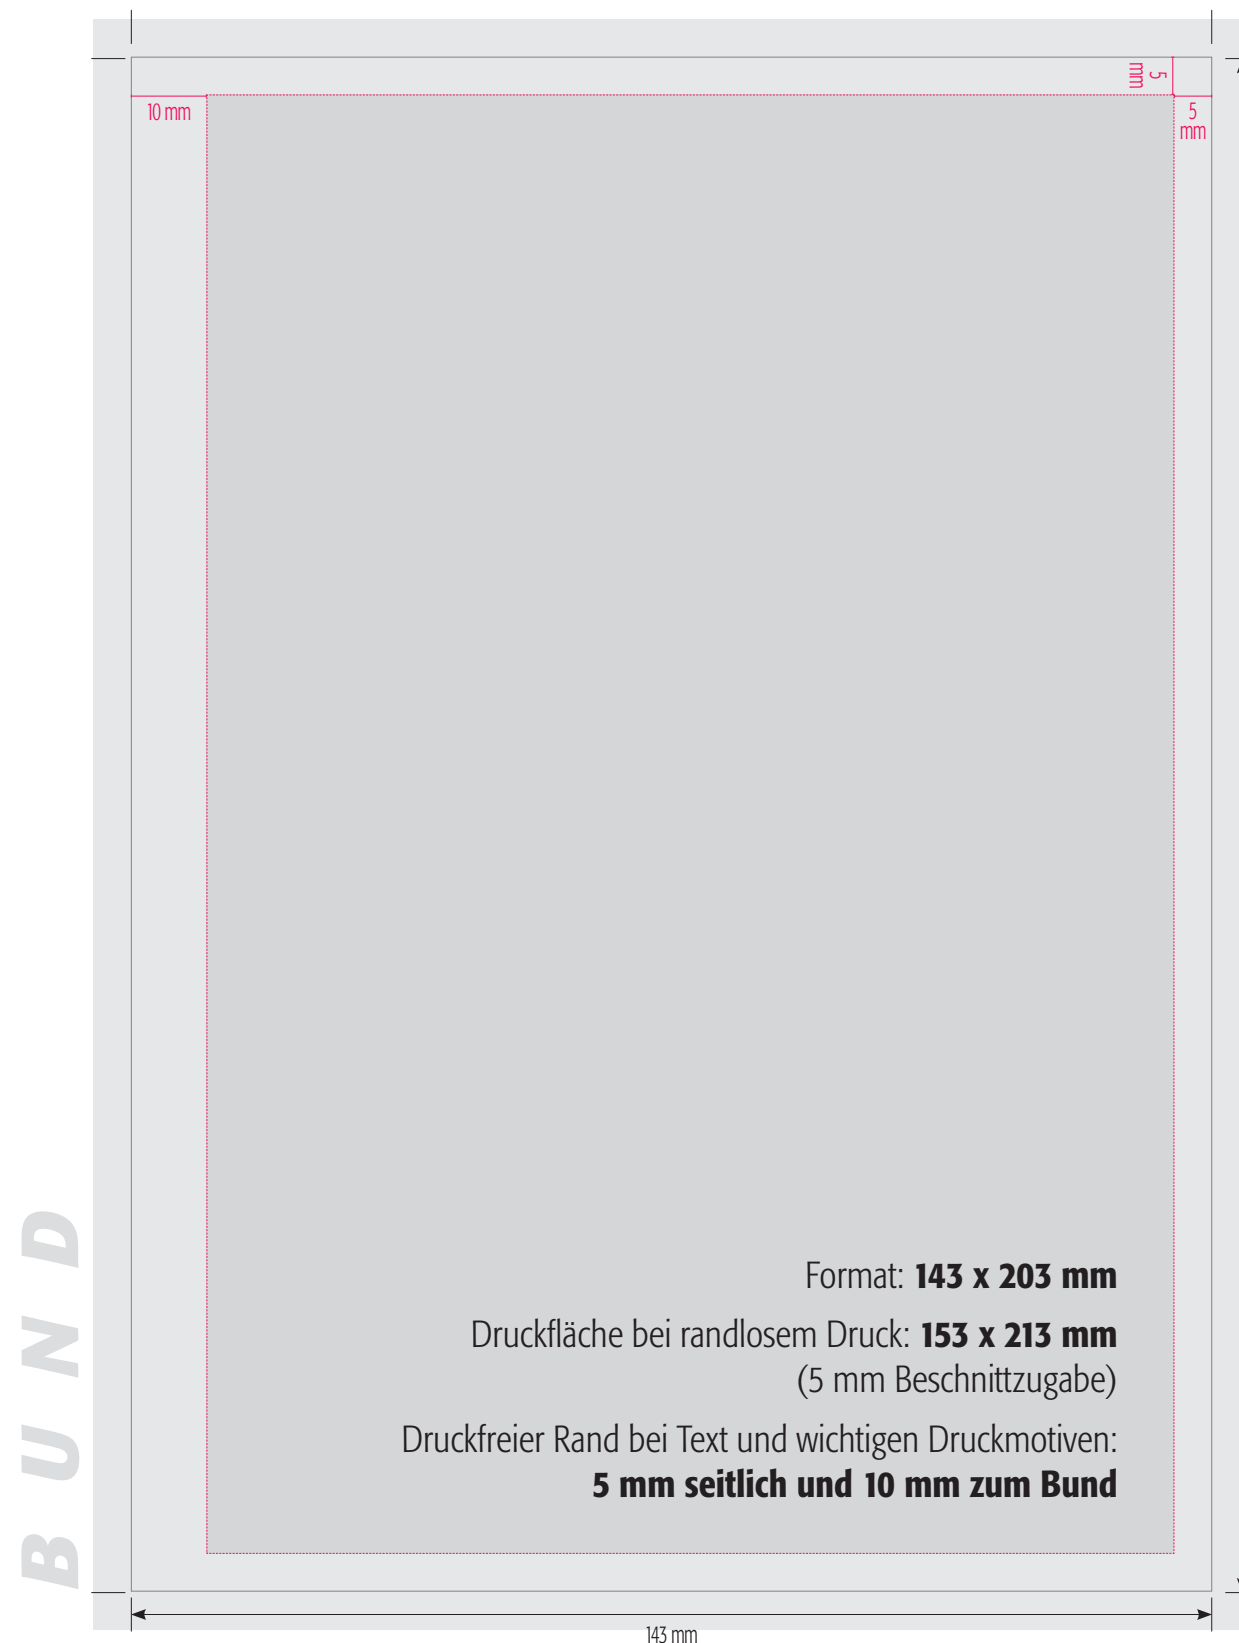 5
mm
10 mm
5
mm
BUND
Format: 143 x 203 mm
Druckfläche bei randlosem Druck: 153 x 213 mm
(5 mm Beschnittzugabe)
Druckfreier Rand bei Text und wichtigen Druckmotiven:
5 mm seitlich und 10 mm zum Bund
143 mm